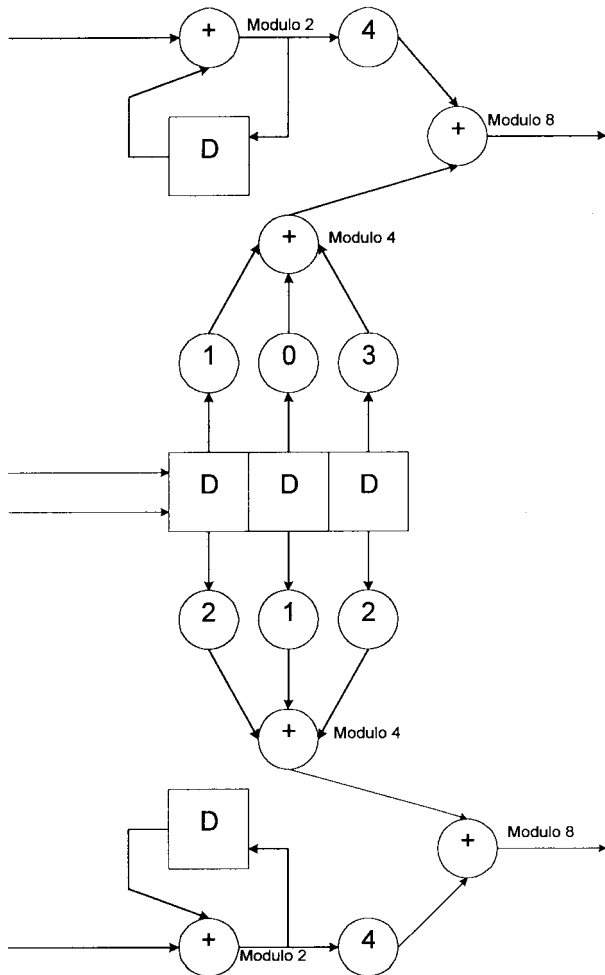 + Modulo 2 4
+ Modulo 8
D
+ Modulo 4
1 0 3
D D D
2 1 2
+ Modulo 4
D
+ Modulo 8
+ Modulo 2 4